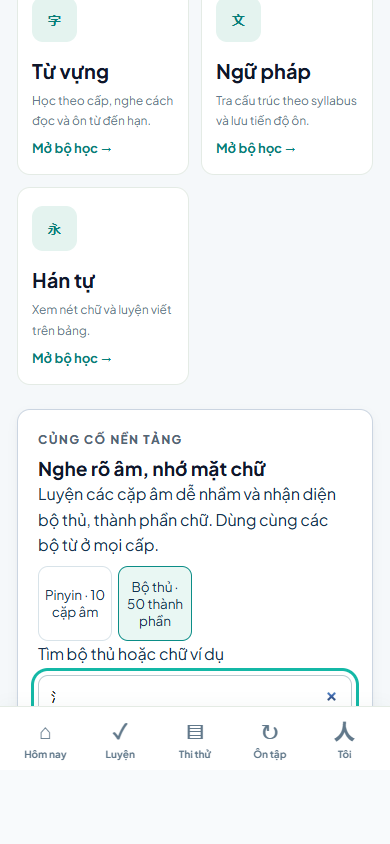 字
Từ vựng
Học theo cấp, nghe cách
đọc và ôn từ đến hạn.
Mở bộ học →
文
Ngữ pháp
Tra cấu trúc theo syllabus
và lưu tiến độ ôn.
Mở bộ học →
永
Hán tự
Xem nét chữ và luyện viết
trên bảng.
Mở bộ học →
CỦNG CỐ NỀN TẢNG
Nghe rõ âm, nhớ mặt chữ
Luyện các cặp âm dễ nhầm và nhận diện
bộ thủ, thành phần chữ. Dùng cùng các
bộ từ ở mọi cấp.
Pinyin · 10
cặp âm
Bộ thủ ·
50 thành
phần
Tìm bộ thủ hoặc chữ ví dụ
氵
Hôm nay
Luyện
Thi thử
Ôn tập
人
Tôi